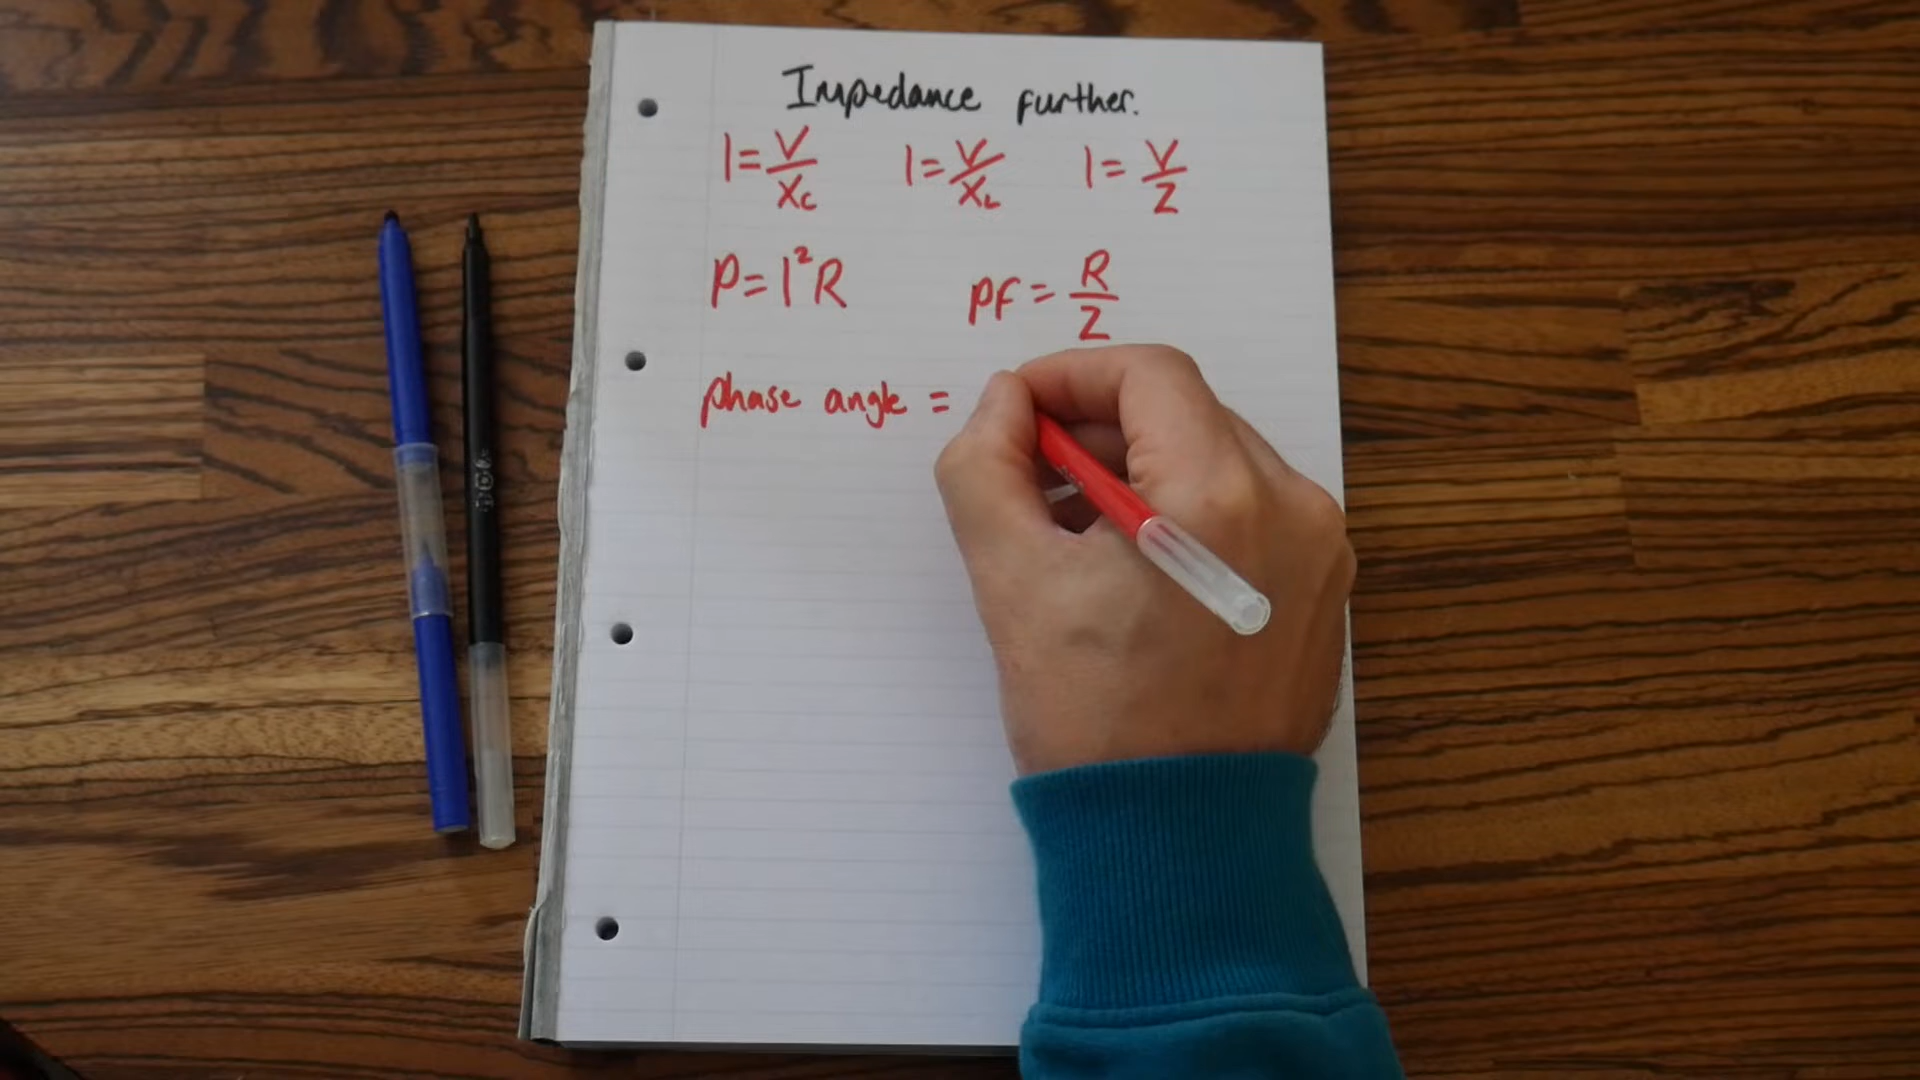 Impedance further.
I = V/Xc I = V/XL I = V/Z
P = I²R pf = R/Z
phase angle =